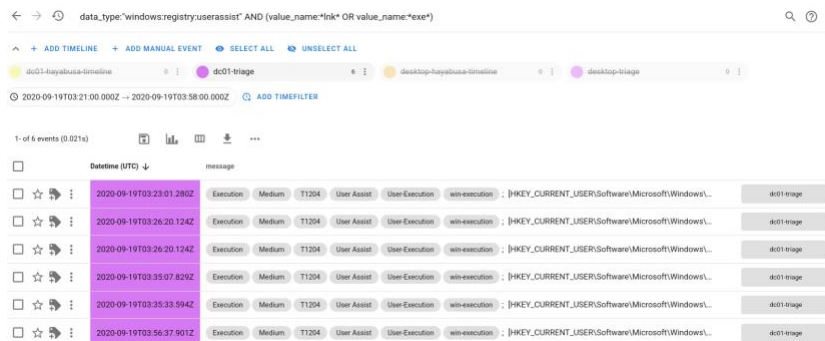 data_type:"windows:registry:userassist" AND (value_name:*lnk* OR value_name:*exe*)
+ ADD TIMELINE + ADD MANUAL EVENT SELECT ALL UNSELECT ALL
dc01-hayabusa-timeline 0 dc01-triage 6 desktop-hayabusa-timeline 0 desktop-triage 0
2020-09-19T03:21:00.000Z → 2020-09-19T03:58:00.000Z ADD TIMEFILTER
1- of 6 events (0.021s)
Datetime (UTC) ↓ message
2020-09-19T03:23:01.280Z Execution Medium T1204 User Assist User-Execution win-execution ; [HKEY_CURRENT_USER\Software\Microsoft\Windows\... dc01-triage
2020-09-19T03:26:20.124Z Execution Medium T1204 User Assist User-Execution win-execution ; [HKEY_CURRENT_USER\Software\Microsoft\Windows\... dc01-triage
2020-09-19T03:26:20.124Z Execution Medium T1204 User Assist User-Execution win-execution ; [HKEY_CURRENT_USER\Software\Microsoft\Windows\... dc01-triage
2020-09-19T03:35:07.829Z Execution Medium T1204 User Assist User-Execution win-execution ; [HKEY_CURRENT_USER\Software\Microsoft\Windows\... dc01-triage
2020-09-19T03:35:33.594Z Execution Medium T1204 User Assist User-Execution win-execution ; [HKEY_CURRENT_USER\Software\Microsoft\Windows\... dc01-triage
2020-09-19T03:56:37.901Z Execution Medium T1204 User Assist User-Execution win-execution ; [HKEY_CURRENT_USER\Software\Microsoft\Windows\... dc01-triage